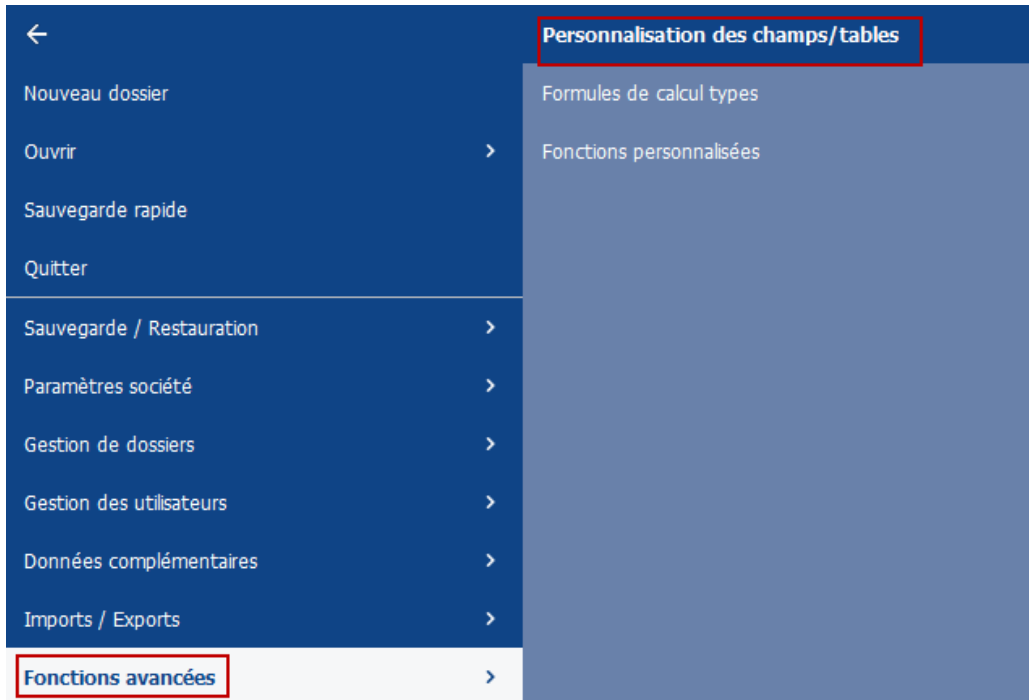 Nouveau dossier
Ouvrir
Sauvegarde rapide
Quitter
Sauvegarde / Restauration
Paramètres société
Gestion de dossiers
Gestion des utilisateurs
Données complémentaires
Imports / Exports
Fonctions avancées
Personnalisation des champs/tables
Formules de calcul types
Fonctions personnalisées